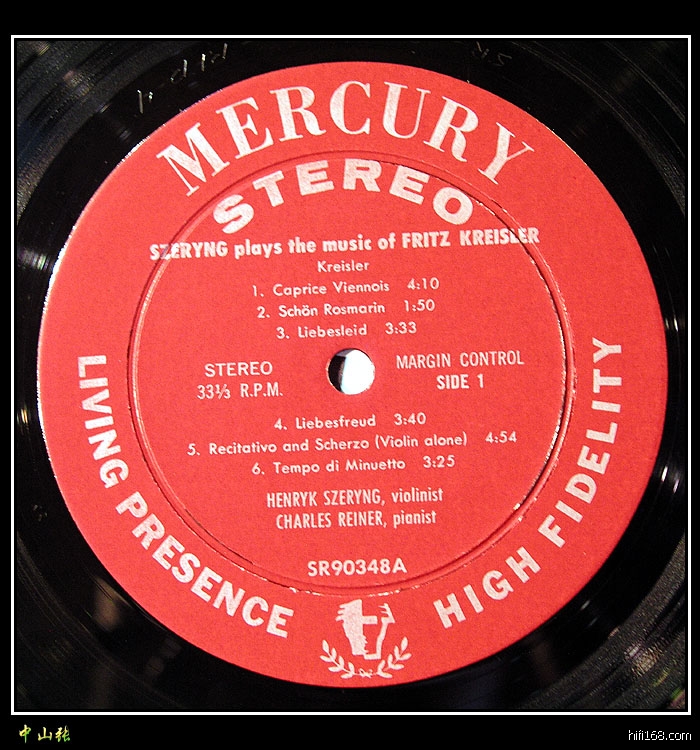 MERCURY
STEREO
SZERYNG plays the music of FRITZ KREISLER
Kreisler
1. Caprice Viennois 4:10
2. Schön Rosmarin 1:50
3. Liebesleid 3:33
STEREO
33⅓ R.P.M.
MARGIN CONTROL
SIDE 1
4. Liebesfreud 3:40
5. Recitativo and Scherzo (Violin alone) 4:54
6. Tempo di Minuetto 3:25
HENRYK SZERYNG, violinist
CHARLES REINER, pianist
SR90348A
LIVING PRESENCE
HIGH FIDELITY
中山张
hifi168.com